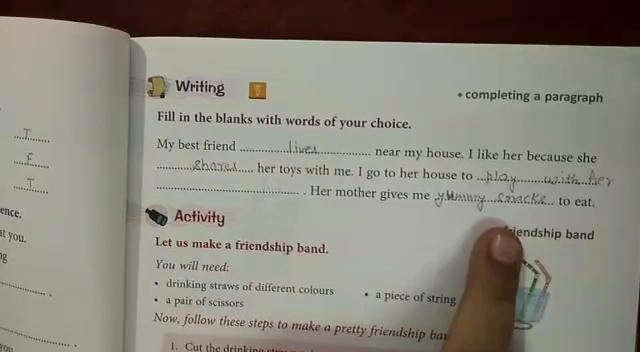 Writing
• completing a paragraph
Fill in the blanks with words of your choice.
My best friend ...lives... near my house. I like her because she
...shares... her toys with me. I go to her house to ...play...with her
.................................... . Her mother gives me yummy...snacks... to eat.
Activity
friendship band
Let us make a friendship band.
You will need:
• drinking straws of different colours
• a piece of string
• a pair of scissors
Now, follow these steps to make a pretty friendship
1. Cut the drinking
...T...
...F...
...T...
ence.
at you.
ng
you